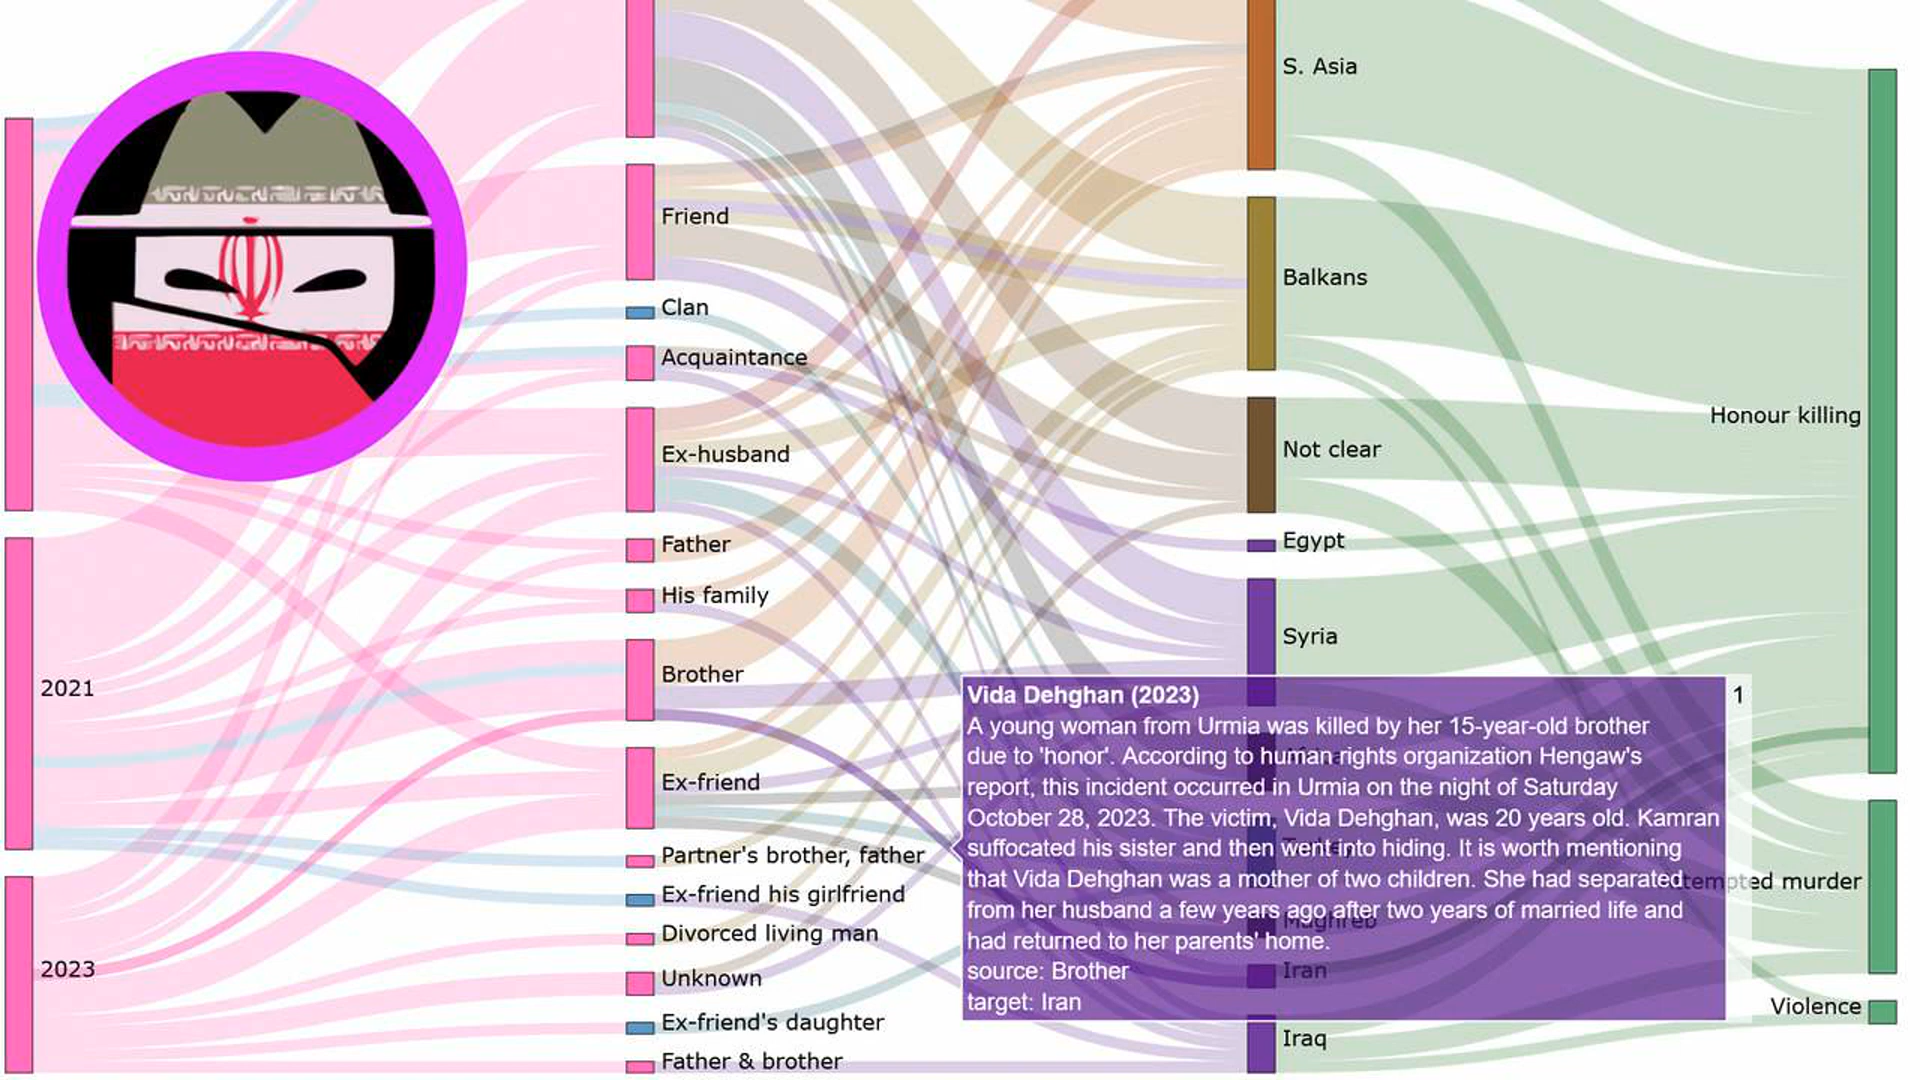 2021
2023
Friend
Clan
Acquaintance
Ex-husband
Father
His family
Brother
Ex-friend
Partner's brother, father
Ex-friend his girlfriend
Divorced living man
Unknown
Ex-friend's daughter
Father & brother
S. Asia
Balkans
Not clear
Egypt
Syria
Maghreb
Iran
Iraq
Vida Dehghan (2023)
A young woman from Urmia was killed by her 15-year-old brother
due to 'honor'. According to human rights organization Hengaw's
report, this incident occurred in Urmia on the night of Saturday
October 28, 2023. The victim, Vida Dehghan, was 20 years old. Kamran
suffocated his sister and then went into hiding. It is worth mentioning
that Vida Dehghan was a mother of two children. She had separated
from her husband a few years ago after two years of married life and
had returned to her parents' home.
source: Brother
target: Iran
1
Honour killing
Attempted murder
Violence